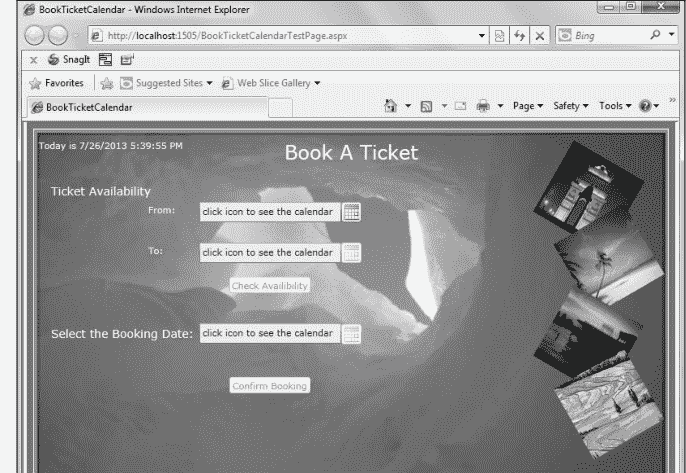 BookTicketCalendar - Windows Internet Explorer
http://localhost:1505/BookTicketCalendarTestPage.aspx
Bing
SnagIt
Favorites Suggested Sites Web Slice Gallery
BookTicketCalendar
Page Safety Tools
Today is 7/26/2013 5:39:55 PM
Book A Ticket
Ticket Availability
From: click icon to see the calendar
To: click icon to see the calendar
Check Availibility
Select the Booking Date: click icon to see the calendar
Confirm Booking